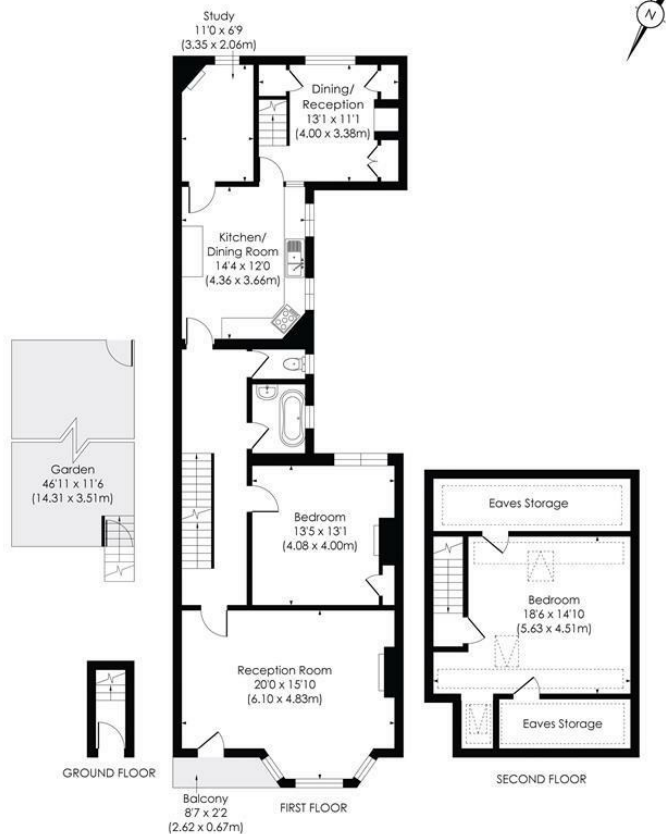 Study
11'0 x 6'9
(3.35 x 2.06m)
N
Dining/
Reception
13'1 x 11'1
(4.00 x 3.38m)
Kitchen/
Dining Room
14'4 x 12'0
(4.36 x 3.66m)
Garden
46'11 x 11'6
(14.31 x 3.51m)
Bedroom
13'5 x 13'1
(4.08 x 4.00m)
Eaves Storage
Bedroom
18'6 x 14'10
(5.63 x 4.51m)
Reception Room
20'0 x 15'10
(6.10 x 4.83m)
Eaves Storage
GROUND FLOOR
SECOND FLOOR
Balcony
8'7 x 2'2
(2.62 x 0.67m)
FIRST FLOOR